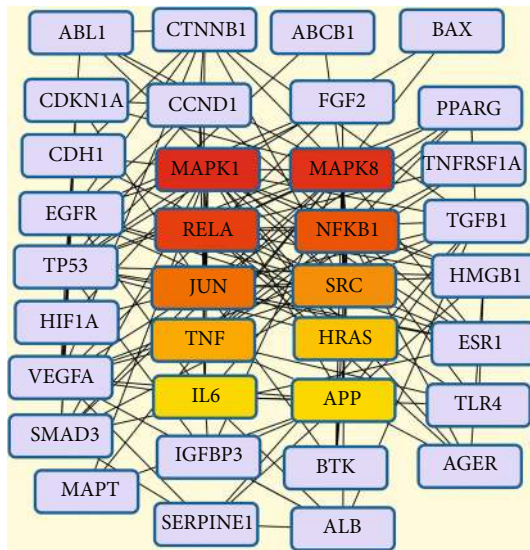 ABL1
CTNNB1
ABCB1
BAX
CDKN1A
CCND1
FGF2
PPARG
CDH1
MAPK1
MAPK8
TNFRSF1A
EGFR
RELA
NFKB1
TGFB1
TP53
JUN
SRC
HMGB1
HIF1A
TNF
HRAS
ESR1
VEGFA
IL6
APP
TLR4
SMAD3
IGFBP3
BTK
AGER
MAPT
SERPINE1
ALB